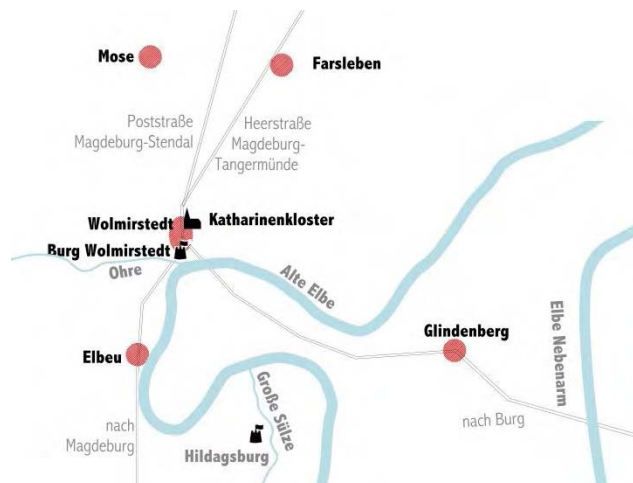 Mose
Farsleben
Poststraße
Magdeburg-Stendal
Heerstraße
Magdeburg-
Tangermünde
Wolmirstedt
Katharinenkloster
Burg Wolmirstedt
Ohre
Alte Elbe
Elbe Nebenarm
Glindenberg
Elbeu
Große Sülze
nach
Magdeburg
Hildagsburg
nach Burg